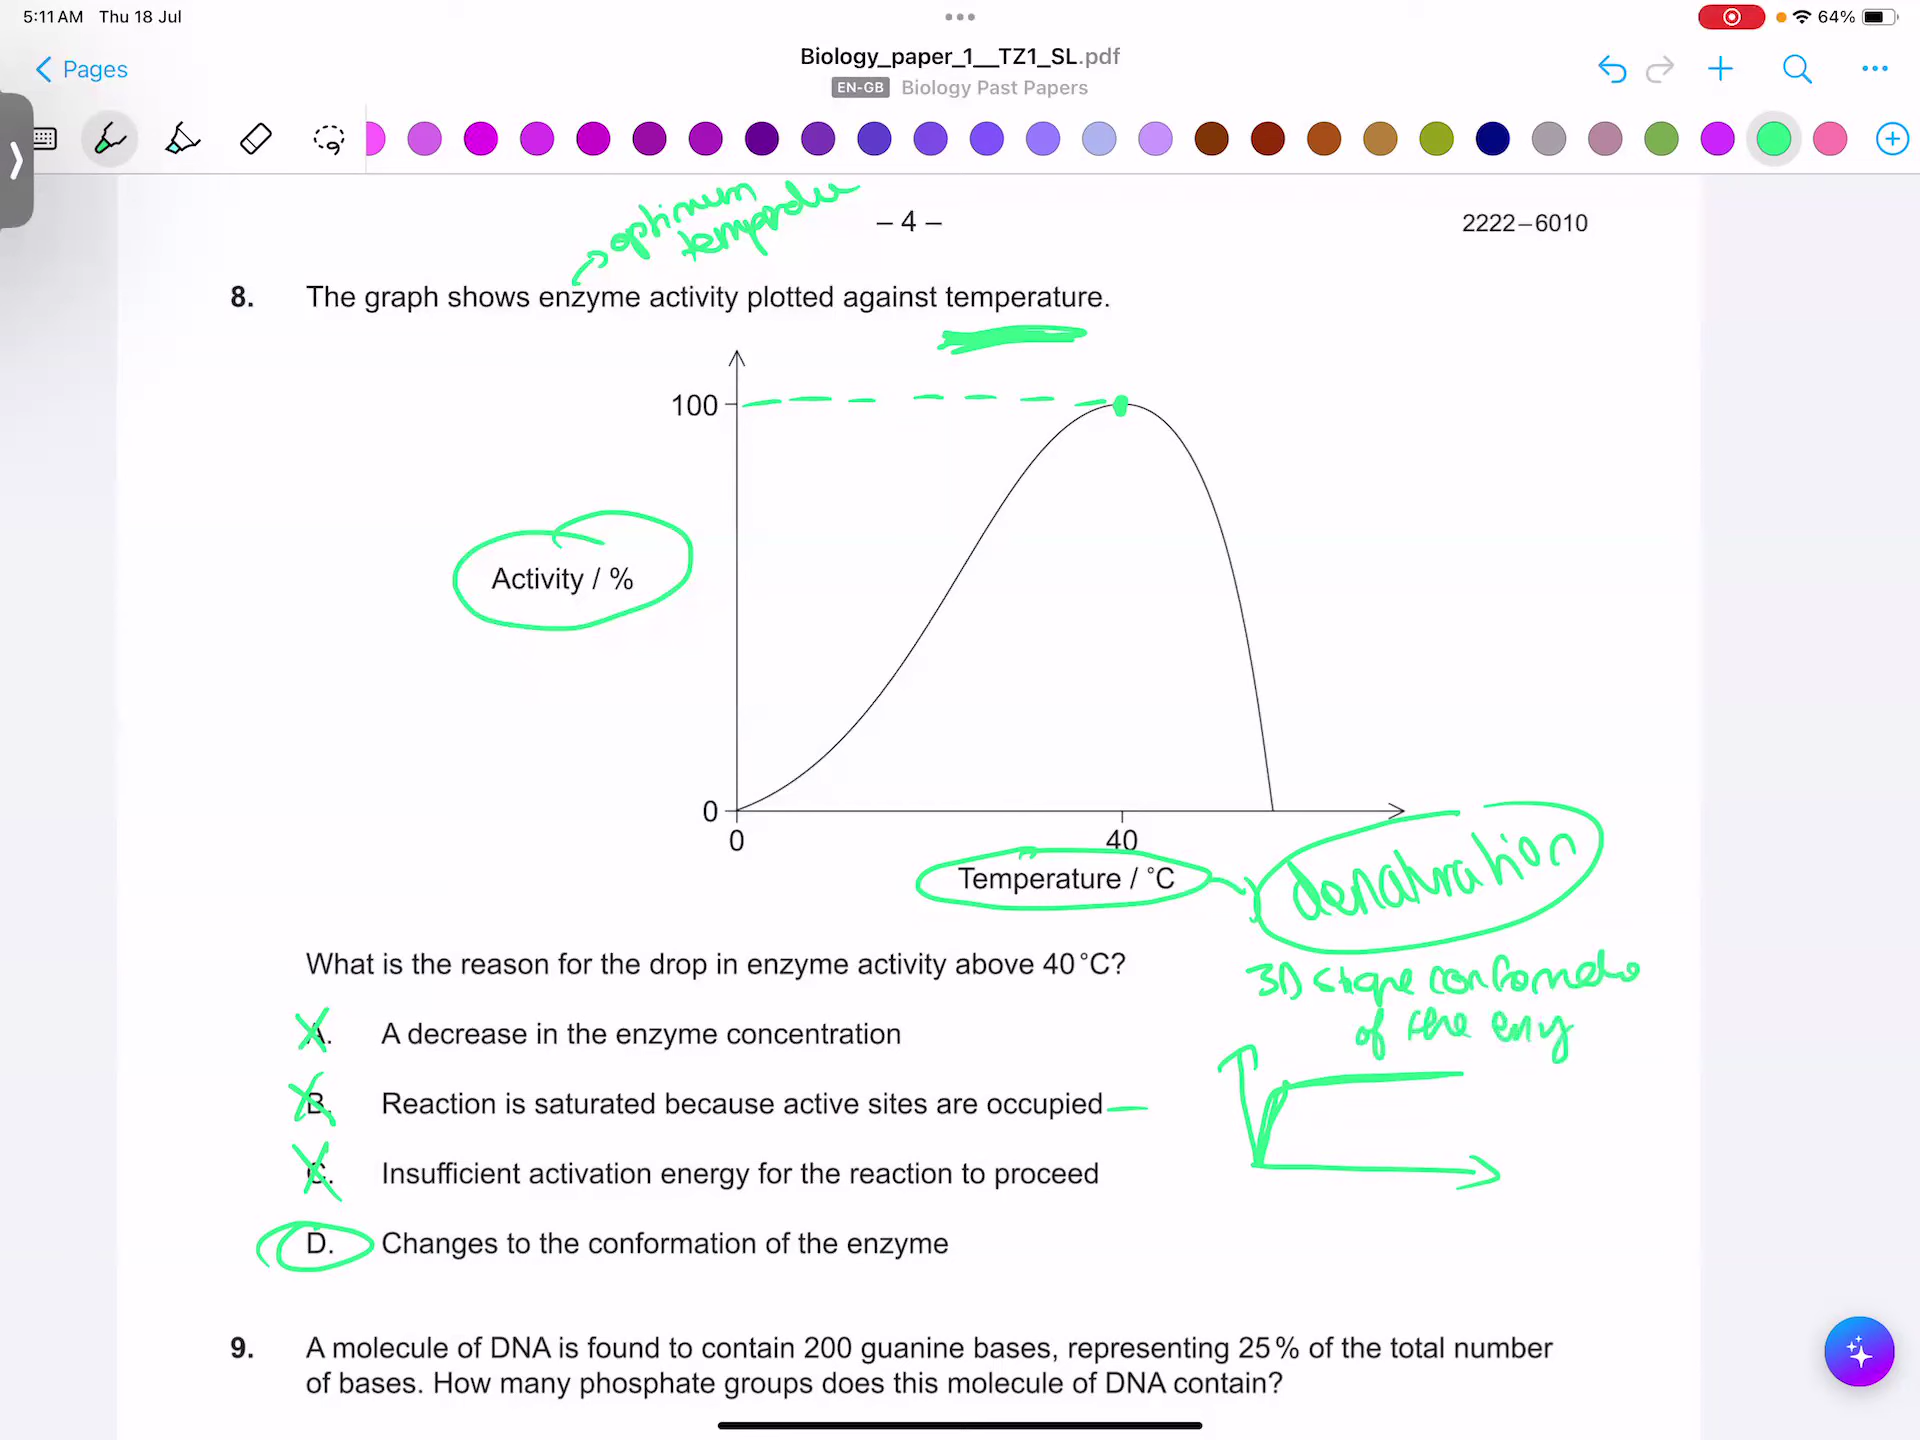 5:11 AM Thu 18 Jul
64%
Pages
Biology_paper_1__TZ1_SL.pdf
EN-GB Biology Past Papers
optimum
– 4 –
2222–6010
8. The graph shows enzyme activity plotted against temperature.
100
Activity / %
0
0
40
Temperature / °C
denaturation
What is the reason for the drop in enzyme activity above 40 °C?
3D shape
of the
A. A decrease in the enzyme concentration
B. Reaction is saturated because active sites are occupied
C. Insufficient activation energy for the reaction to proceed
D. Changes to the conformation of the enzyme
9. A molecule of DNA is found to contain 200 guanine bases, representing 25 % of the total number
of bases. How many phosphate groups does this molecule of DNA contain?